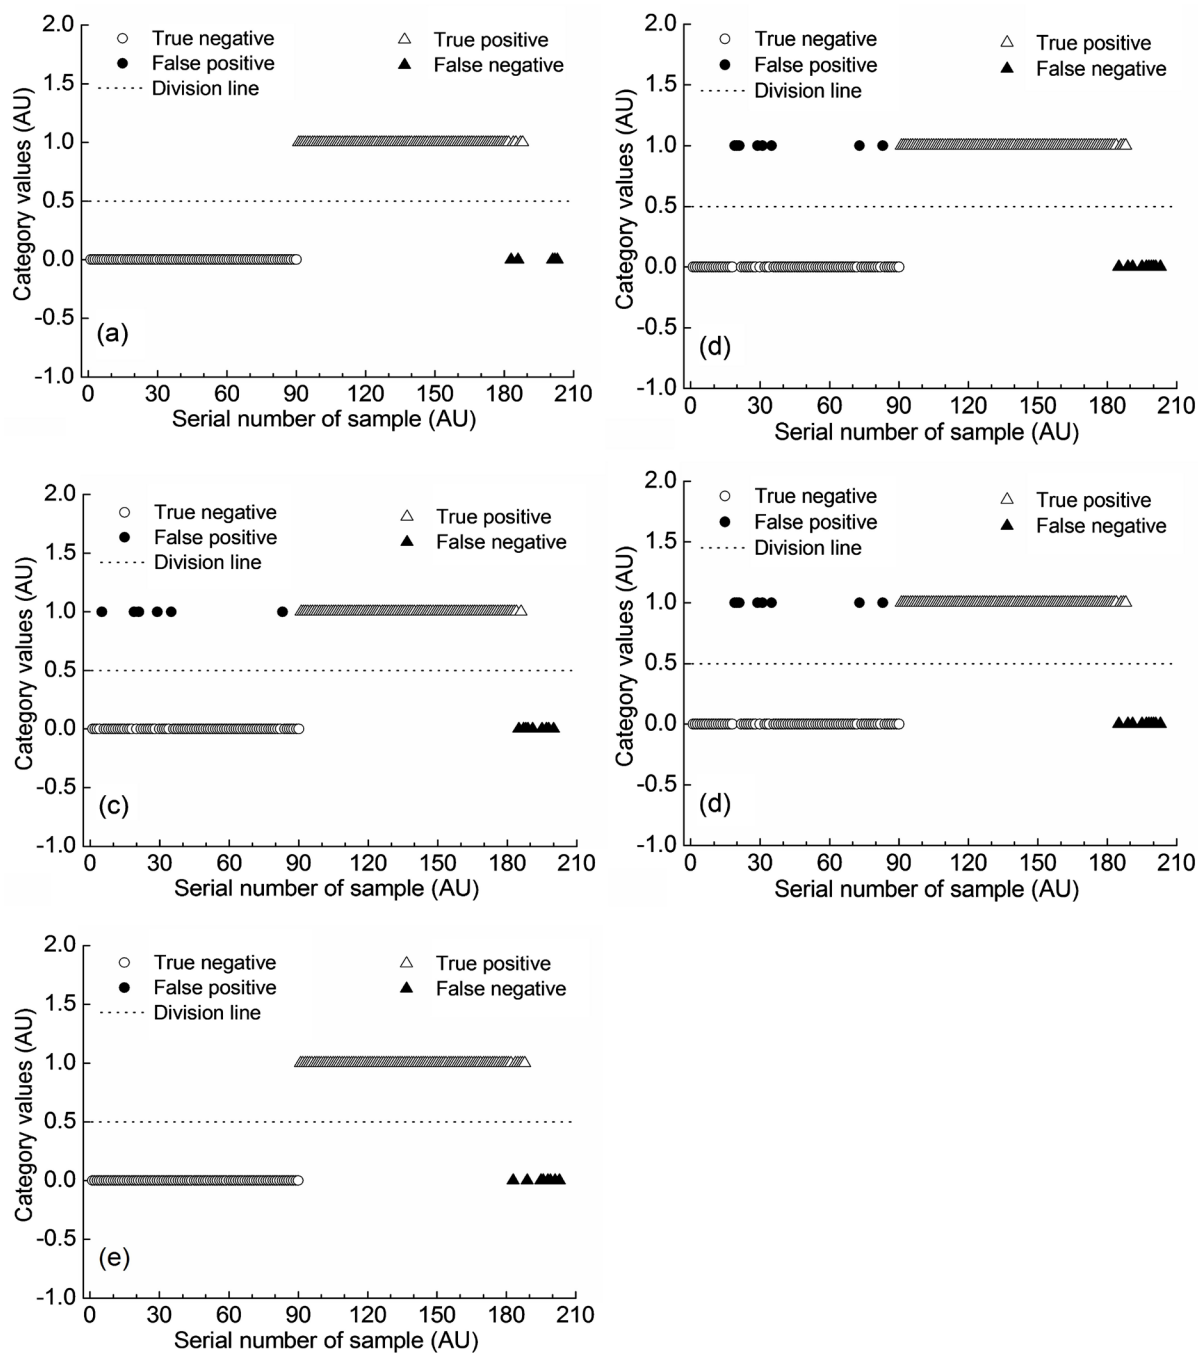 2.0
1.5
1.0
0.5
0.0
-0.5
-1.0
Category values (AU)
True negative
False positive
Division line
True positive
False negative
(a)
0 30 60 90 120 150 180 210
Serial number of sample (AU)
2.0
1.5
1.0
0.5
0.0
-0.5
-1.0
Category values (AU)
True negative
False positive
Division line
True positive
False negative
(d)
0 30 60 90 120 150 180 210
Serial number of sample (AU)
2.0
1.5
1.0
0.5
0.0
-0.5
-1.0
Category values (AU)
True negative
False positive
Division line
True positive
False negative
(c)
0 30 60 90 120 150 180 210
Serial number of sample (AU)
2.0
1.5
1.0
0.5
0.0
-0.5
-1.0
Category values (AU)
True negative
False positive
Division line
True positive
False negative
(d)
0 30 60 90 120 150 180 210
Serial number of sample (AU)
2.0
1.5
1.0
0.5
0.0
-0.5
-1.0
Category values (AU)
True negative
False positive
Division line
True positive
False negative
(e)
0 30 60 90 120 150 180 210
Serial number of sample (AU)